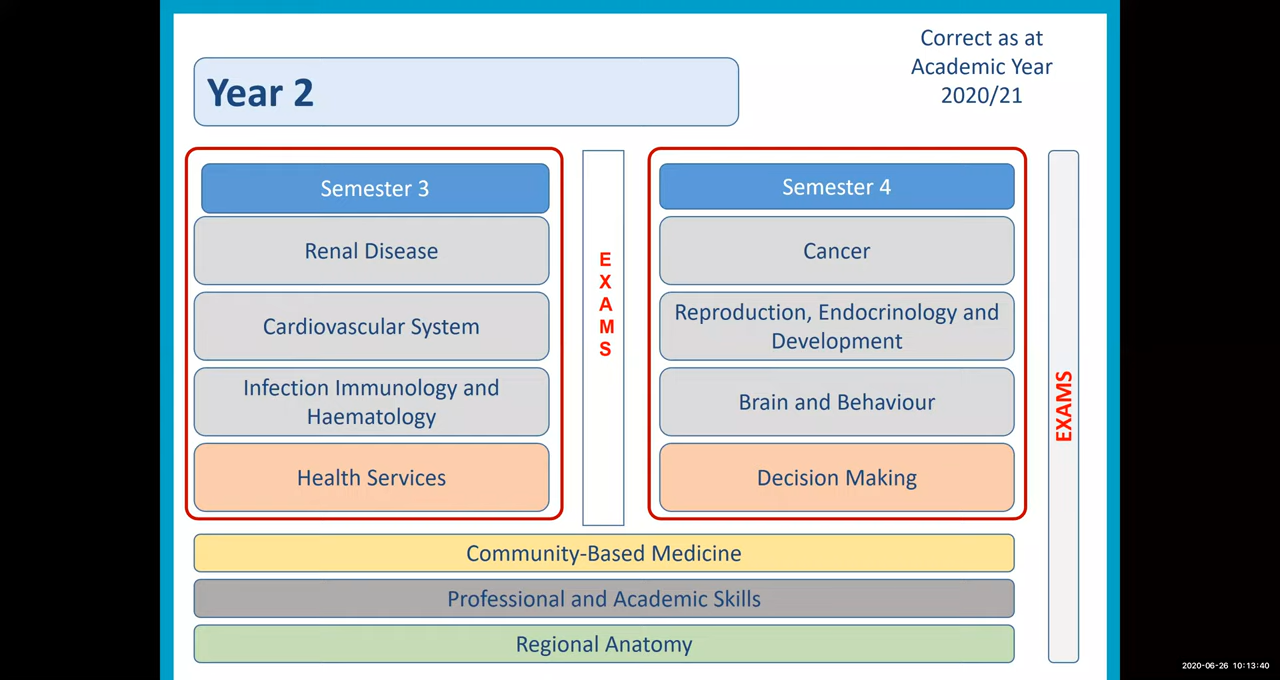 Correct as at
Academic Year
2020/21
Year 2
Semester 3
Renal Disease
Cardiovascular System
Infection Immunology and
Haematology
Health Services
EXAMS
Semester 4
Cancer
Reproduction, Endocrinology and
Development
Brain and Behaviour
Decision Making
EXAMS
Community-Based Medicine
Professional and Academic Skills
Regional Anatomy
2020-06-26 10:13:40